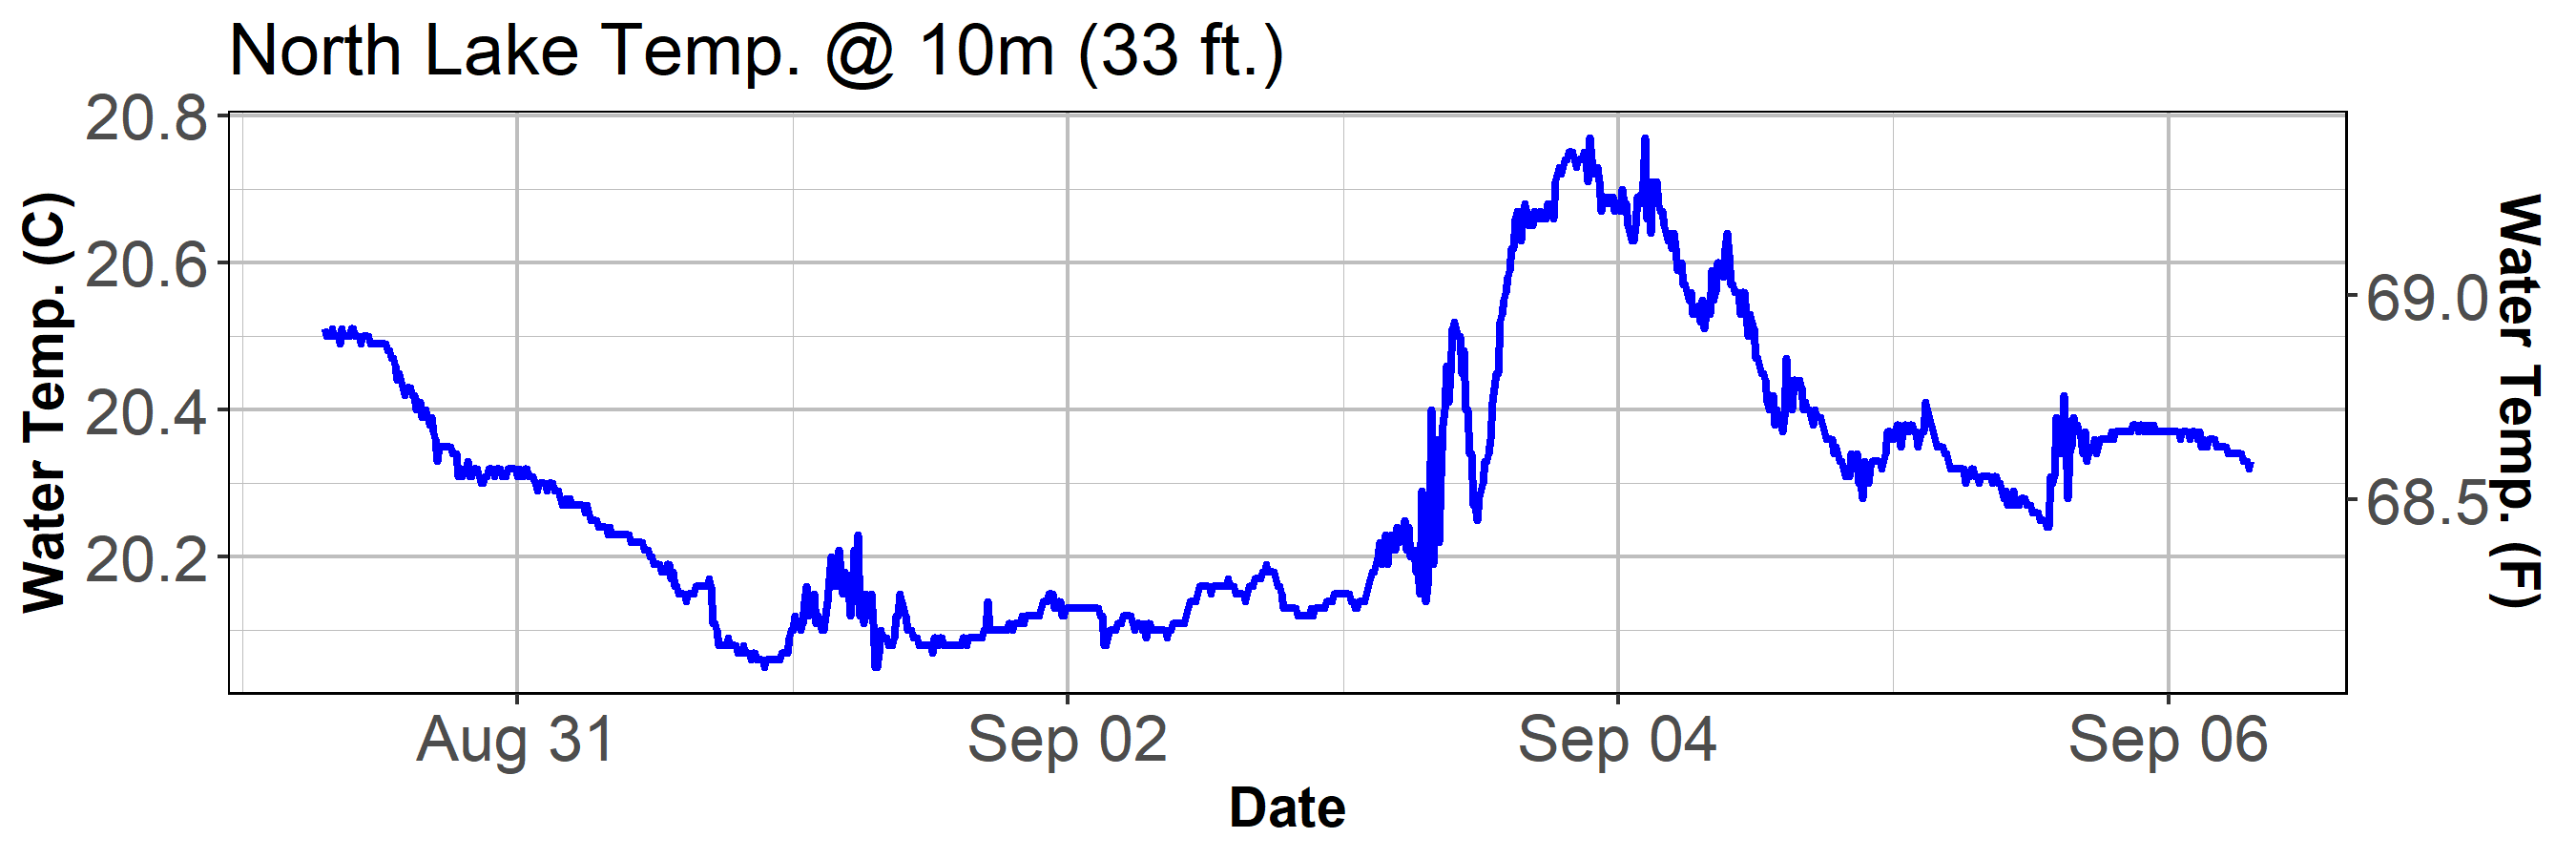 North Lake Temp. @ 10m (33 ft.)
20.8
20.6
20.4
20.2
Water Temp. (C)
69.0
68.5
Water Temp. (F)
Aug 31
Sep 02
Sep 04
Sep 06
Date